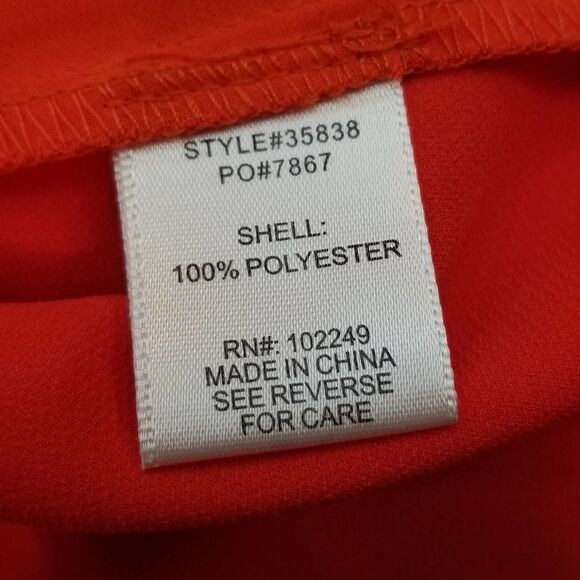 STYLE#35838
PO#7867
SHELL:
100% POLYESTER
RN#: 102249
MADE IN CHINA
SEE REVERSE
FOR CARE